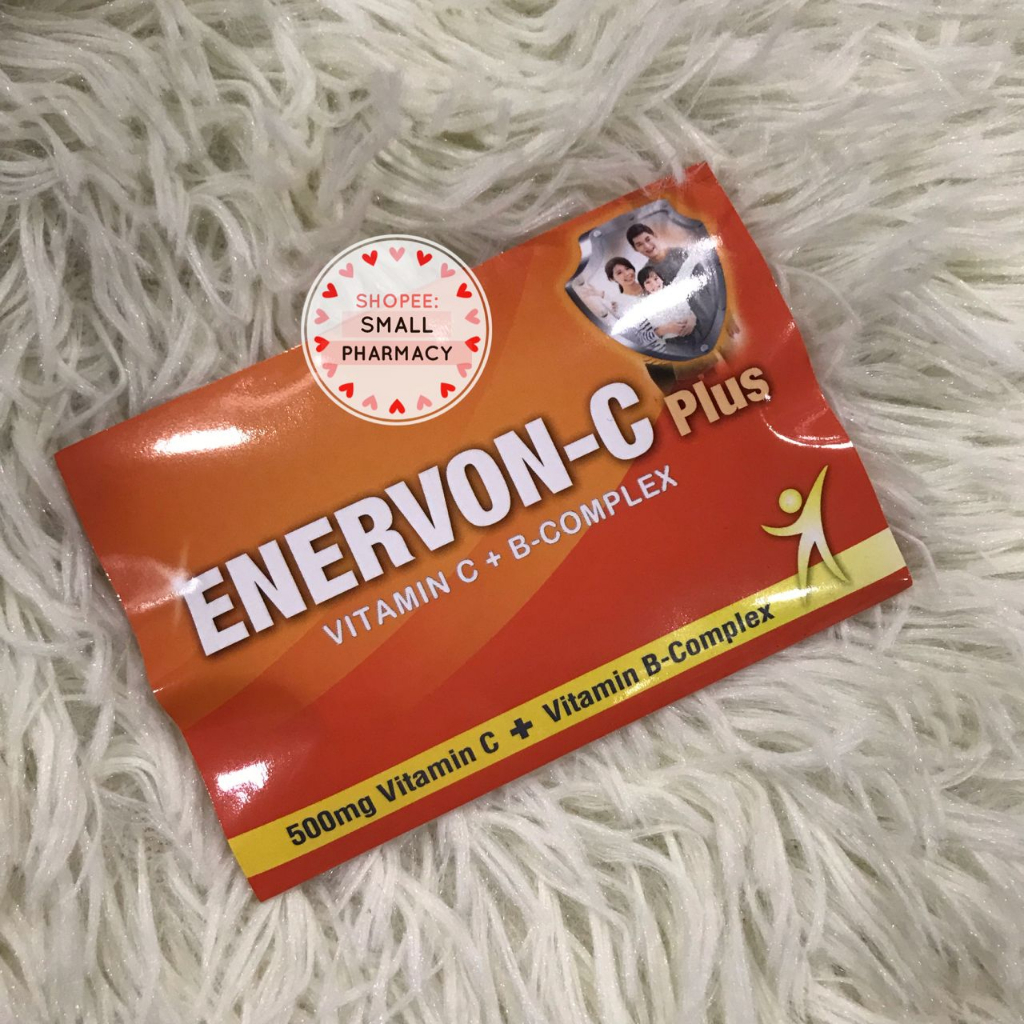 SHOPEE:
SMALL
PHARMACY
ENERVON-C Plus
VITAMIN C + B-COMPLEX
500mg Vitamin C + Vitamin B-Complex